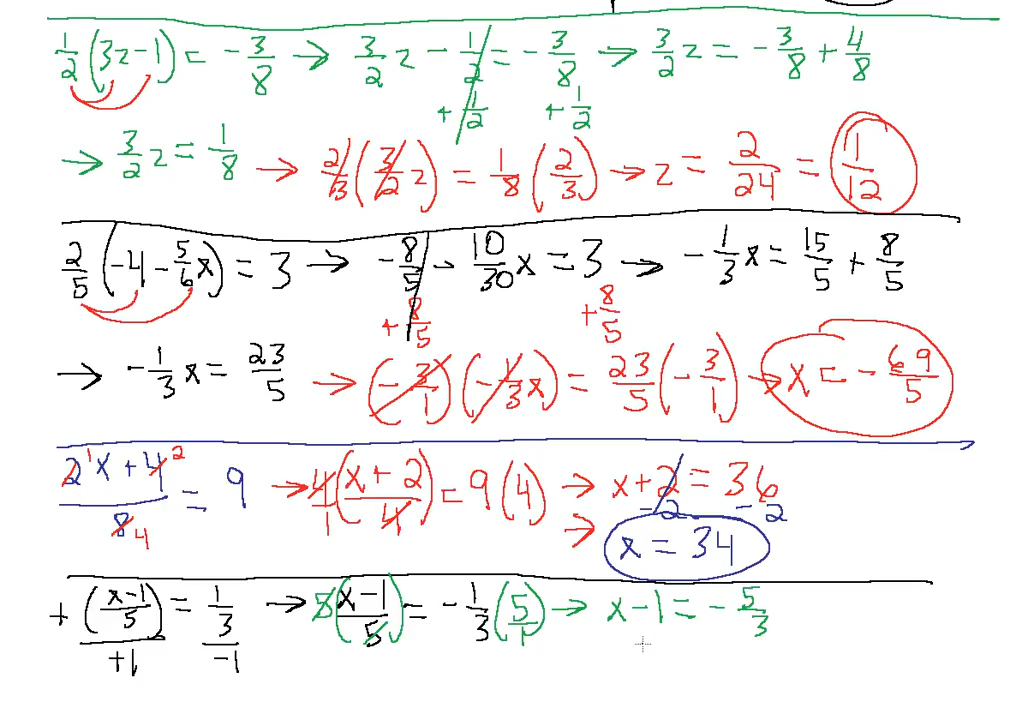 1/2 (3z - 1) = - 3/8 → 3/2 z - 1/2 = - 3/8 → 3/2 z = - 3/8 + 4/8
+ 1/2 + 1/2
→ 3/2 z = 1/8 → 2/3 (3/2 z) = 1/8 (2/3) → z = 2/24 = 1/12
2/5 (-4 - 5/6 x) = 3 → - 8/5 - 10/30 x = 3 → - 1/3 x = 15/5 + 8/5
+ 8/5 + 8/5
→ - 1/3 x = 23/5 → (- 3/1) (- 1/3 x) = 23/5 (- 3/1) → x = - 69/5
2 1 x + 4 2 / 8 4 = 9 → 4/1 (x + 2 / 4) = 9 (4) → x + 2 = 36
- 2 - 2
→ x = 34
+ (x-1 / 5) / +1 = 1/3 / -1 → 5 (x - 1 / 5) = - 1/3 (5/1) → x - 1 = - 5/3